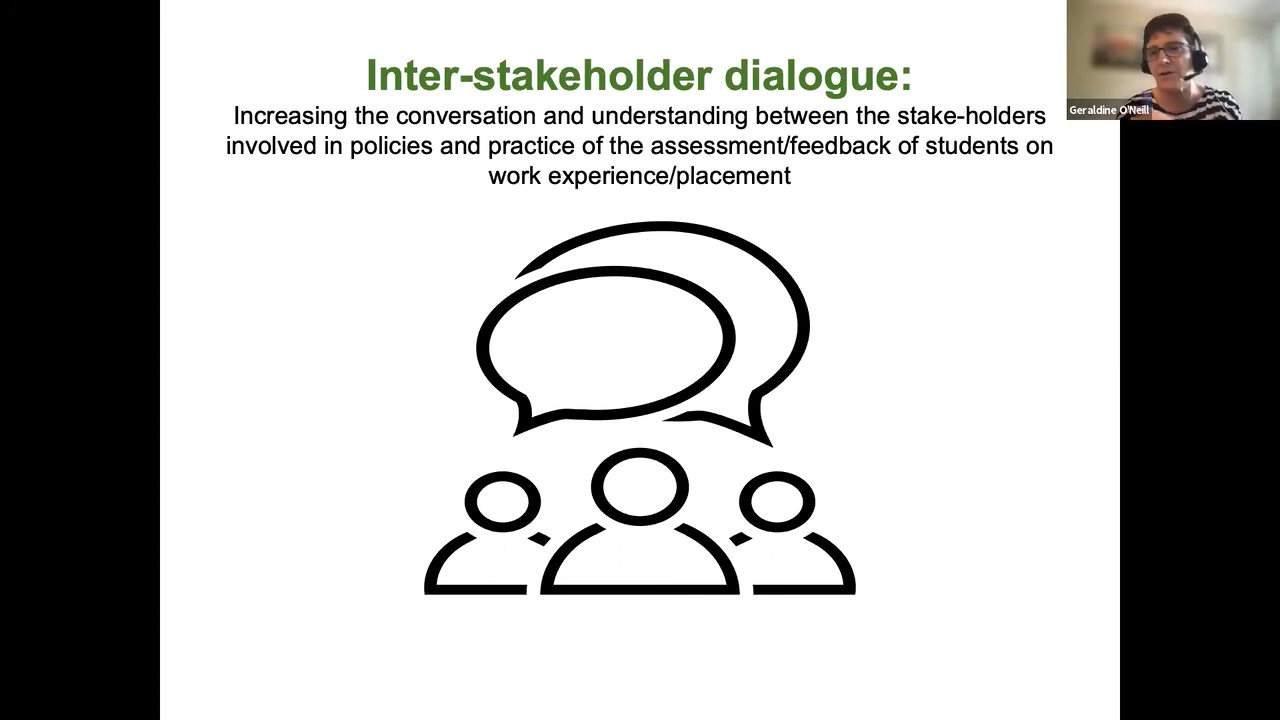 Inter-stakeholder dialogue:
Increasing the conversation and understanding between the stake-holders
involved in policies and practice of the assessment/feedback of students on
work experience/placement
Geraldine O'Neill